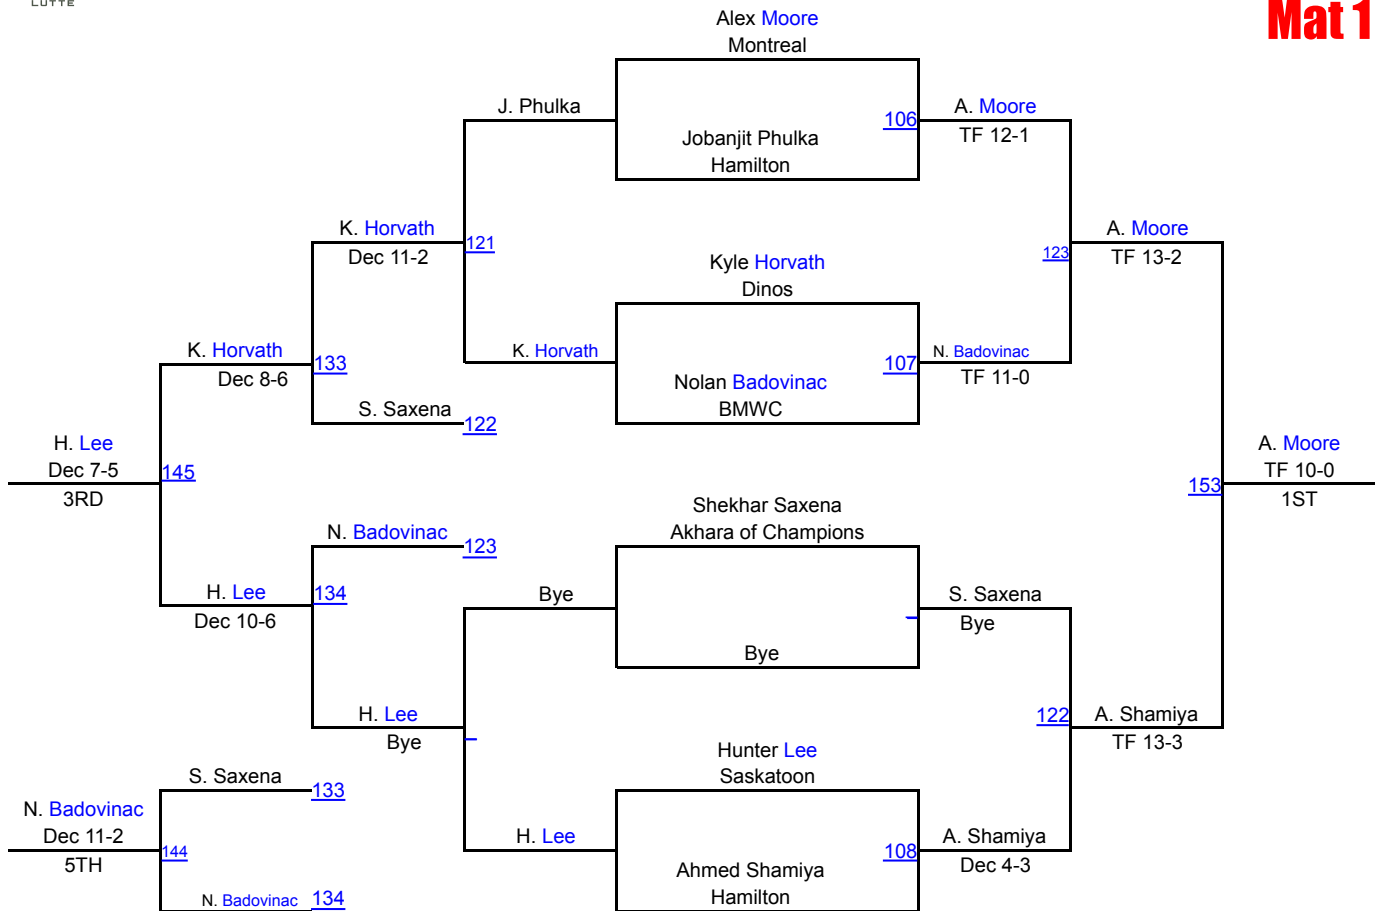 LUTTE
Mat 1
Alex Moore
Montreal
J. Phulka
106
A. Moore
TF 12-1
Jobanjit Phulka
Hamilton
K. Horvath
Dec 11-2
121
Kyle Horvath
Dinos
123
A. Moore
TF 13-2
K. Horvath
Dec 8-6
133
K. Horvath
107
N. Badovinac
TF 11-0
Nolan Badovinac
BMWC
S. Saxena
122
H. Lee
Dec 7-5
3RD
145
A. Moore
TF 10-0
1ST
153
Shekhar Saxena
Akhara of Champions
N. Badovinac
123
H. Lee
Dec 10-6
134
Bye
S. Saxena
Bye
Bye
H. Lee
Bye
122
A. Shamiya
TF 13-3
Hunter Lee
Saskatoon
S. Saxena
133
N. Badovinac
Dec 11-2
5TH
144
H. Lee
108
A. Shamiya
Dec 4-3
Ahmed Shamiya
Hamilton
N. Badovinac
134